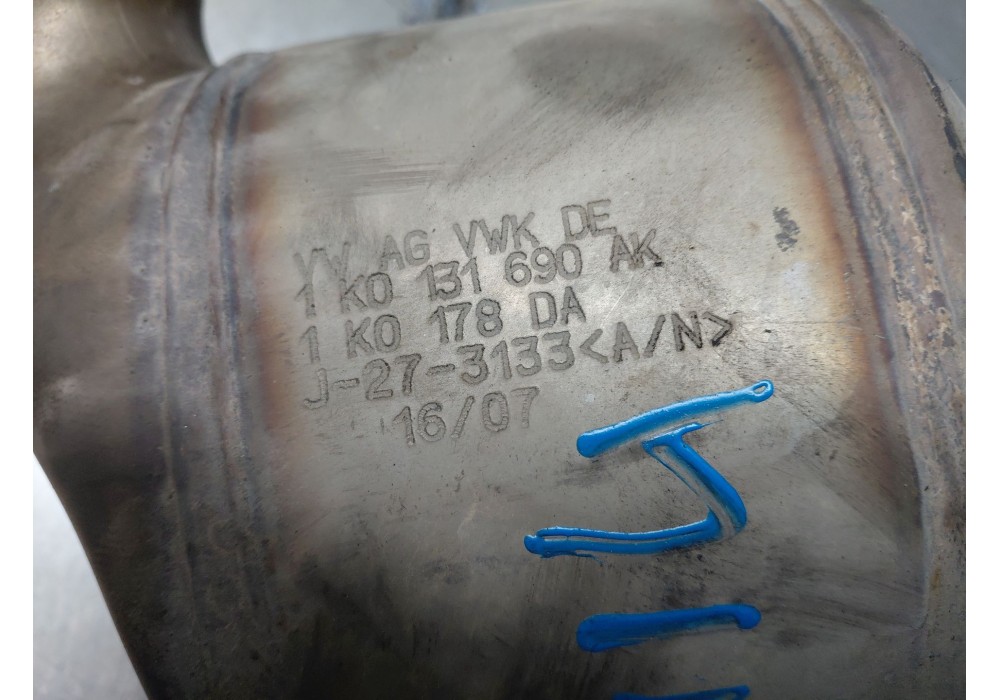 VW AG VWK DE
1 K0 131 690 AK
1 K0 178 DA
J-27-3133<A/N>
16/07